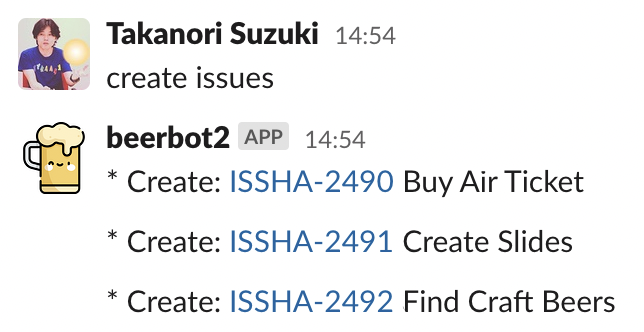 Takanori Suzuki 14:54
create issues
beerbot2 APP 14:54
* Create: ISSHA-2490 Buy Air Ticket
* Create: ISSHA-2491 Create Slides
* Create: ISSHA-2492 Find Craft Beers